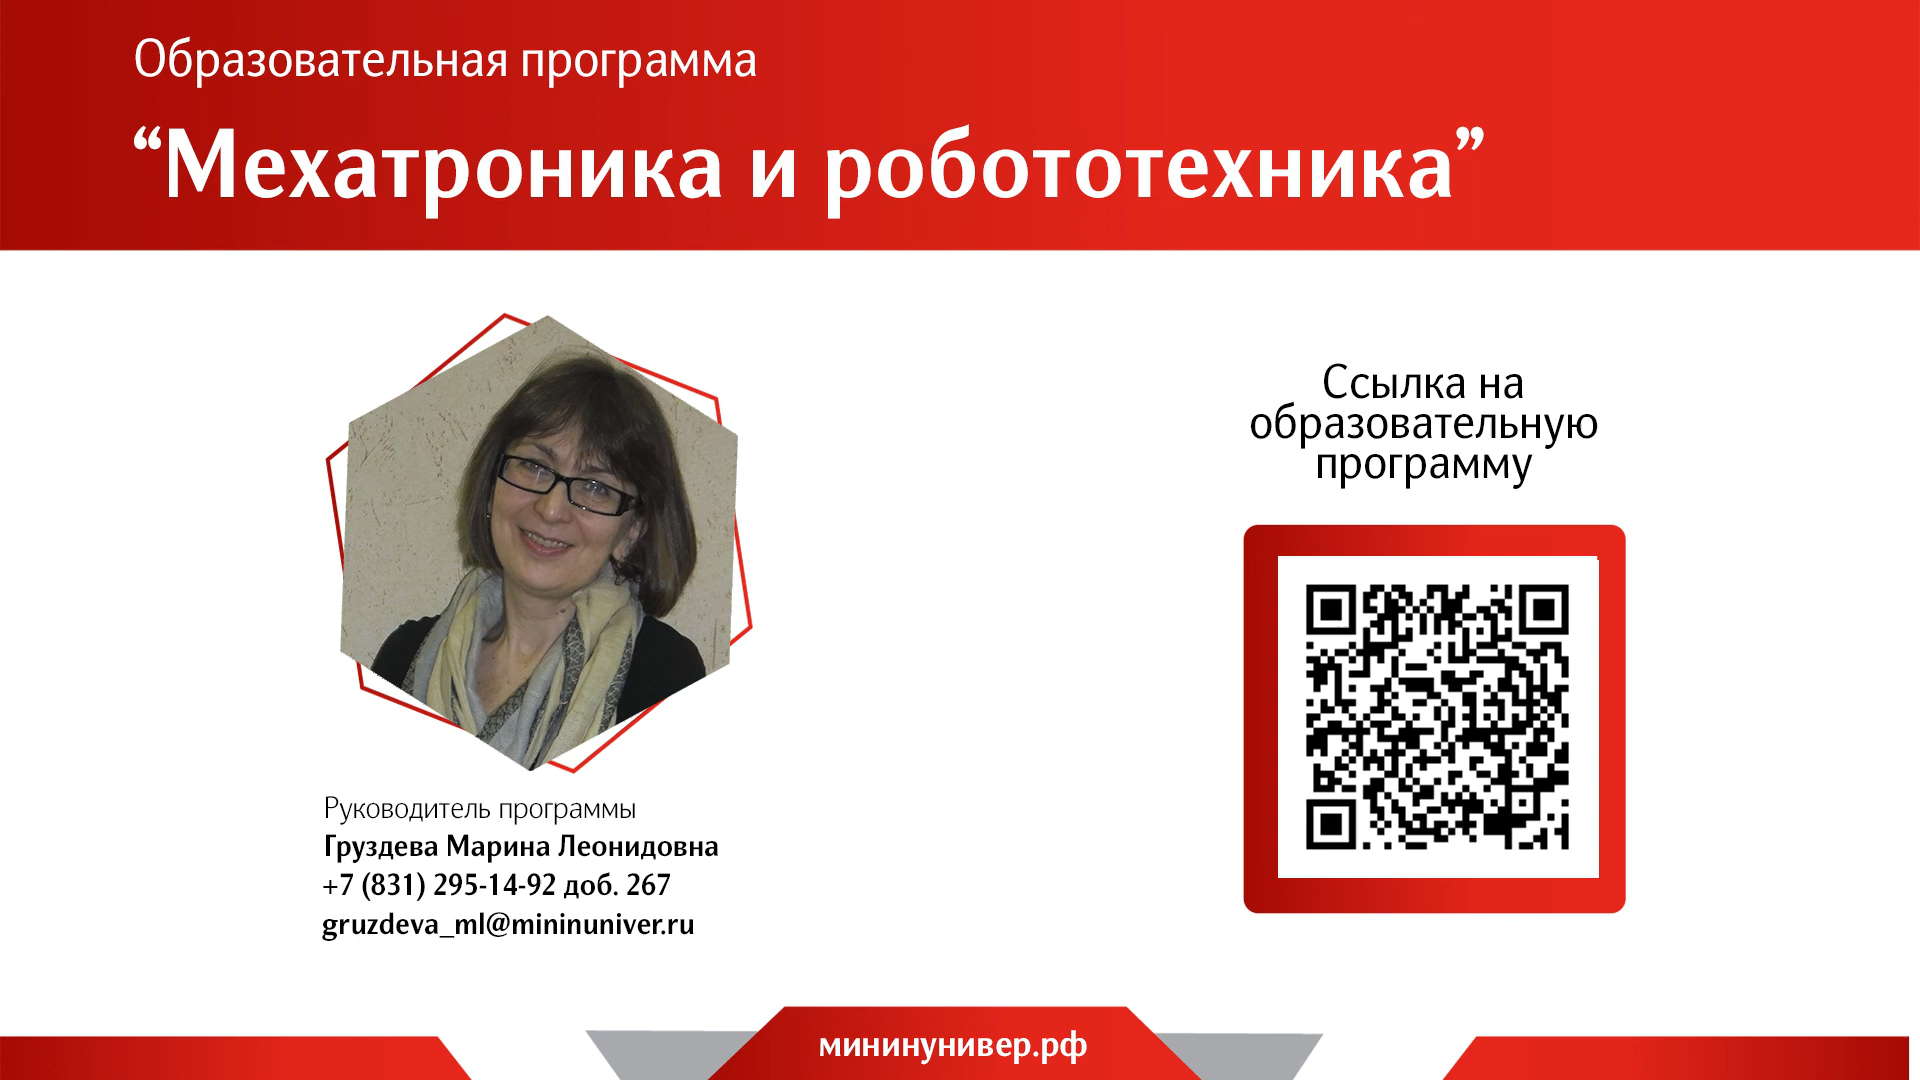 Образовательная программа
“Мехатроника и робототехника”
Ссылка на
образовательную
программу
Руководитель программы
Груздева Марина Леонидовна
+7 (831) 295-14-92 доб. 267
gruzdeva_ml@mininuniver.ru
мининунивер.рф